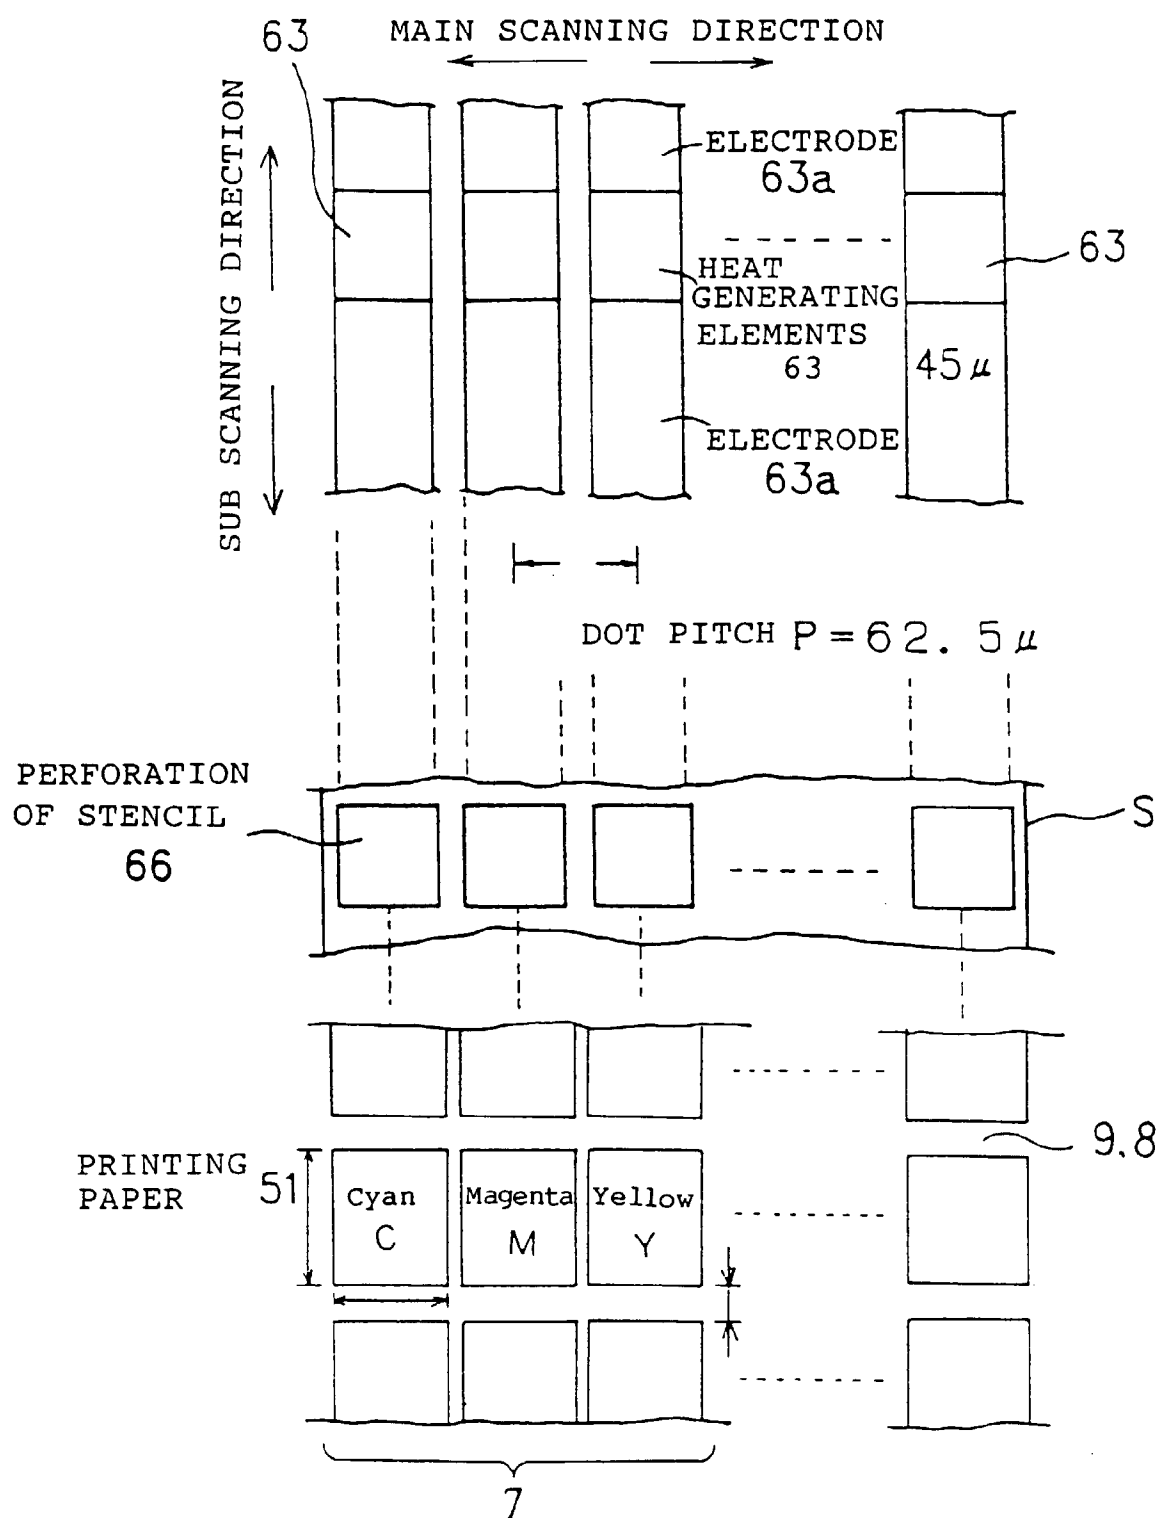 63
MAIN SCANNING DIRECTION
SUB SCANNING DIRECTION
ELECTRODE
63a
63
HEAT
GENERATING
ELEMENTS
63
45μ
ELECTRODE
63a
DOT PITCH P=62.5μ
PERFORATION
OF STENCIL
66
S
9.8
PRINTING
PAPER
51
Cyan
C
Magenta
M
Yellow
Y
7